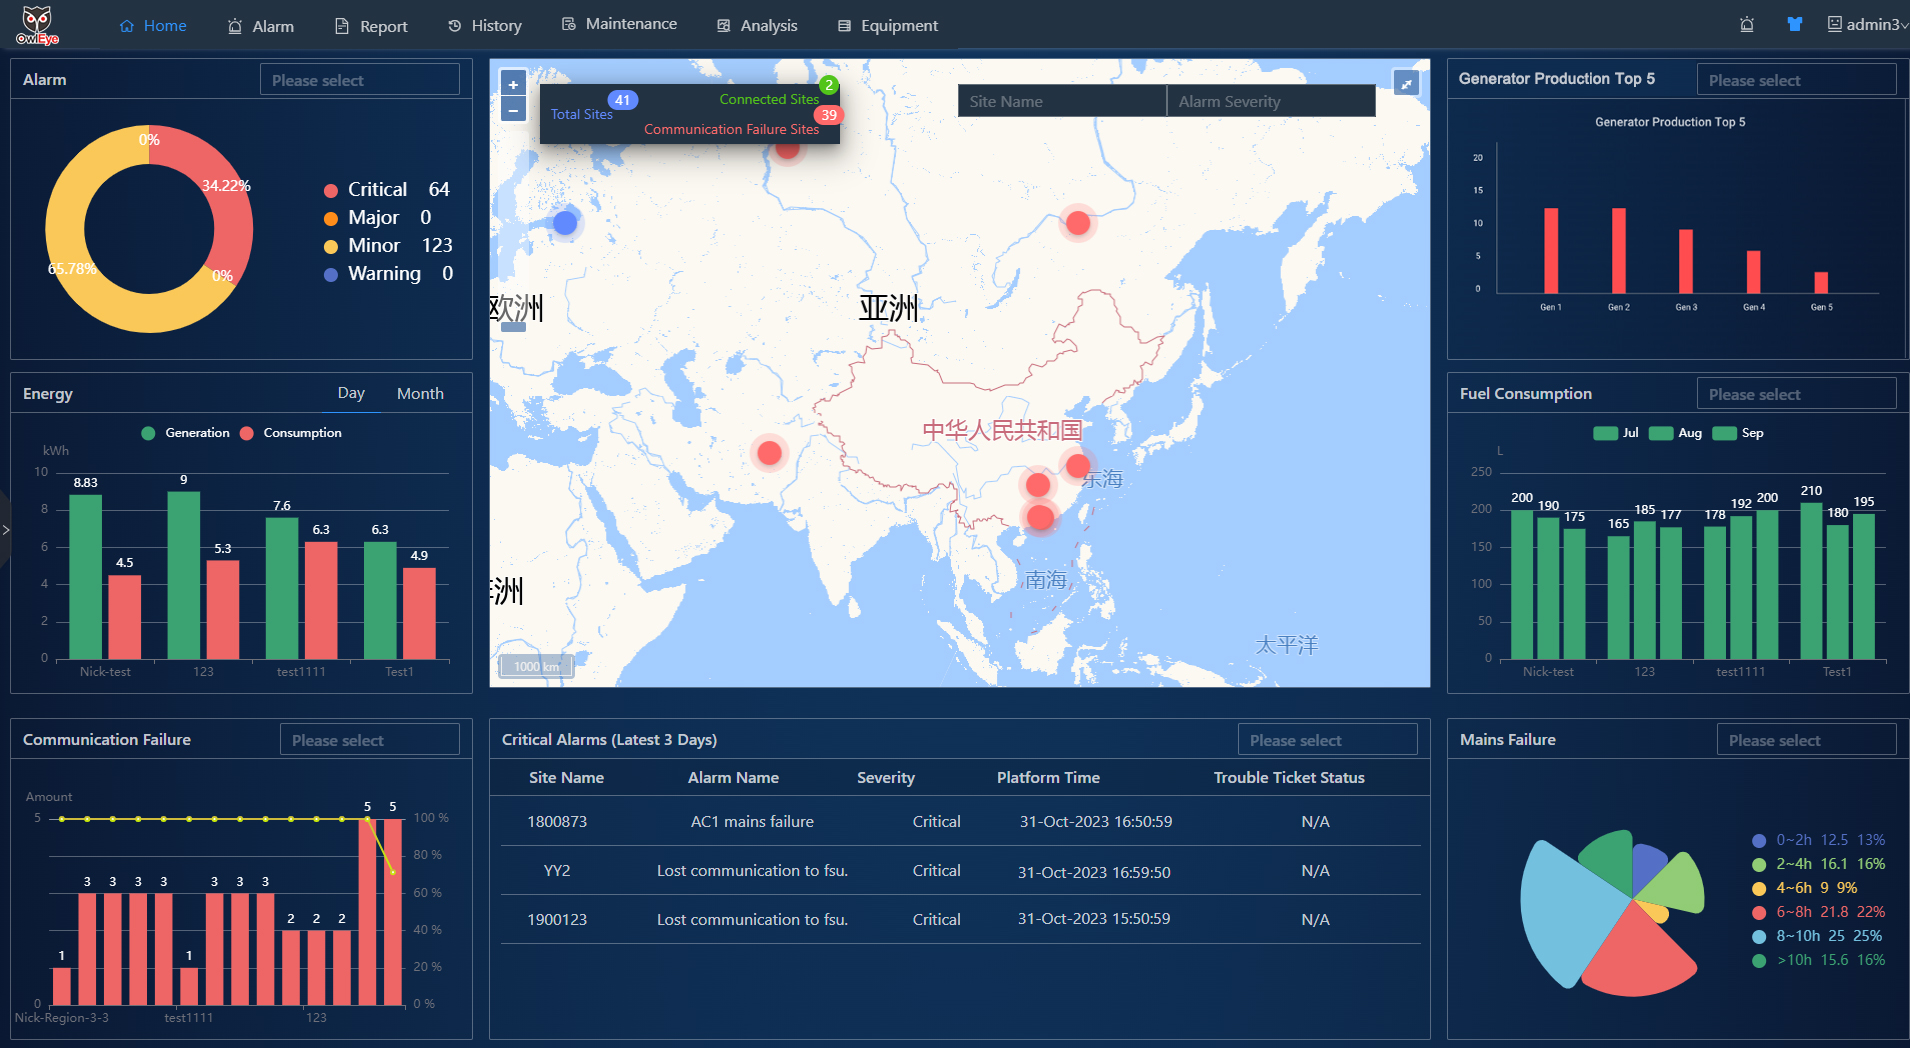 OwlEye
Home Alarm Report History Maintenance Analysis Equipment admin3
Alarm Please select
0%
34.22%
65.78%
0%
Critical 64
Major 0
Minor 123
Warning 0
Energy Day Month
Generation Consumption
kWh
10
8
6
4
2
0
8.83 4.5 9 5.3 7.6 6.3 6.3 4.9
Nick-test 123 test1111 Test1
Communication Failure Please select
Amount
5
0
100 %
80 %
60 %
40 %
20 %
0 %
1 3 3 3 3 1 3 3 3 2 2 2 5 5
Nick-Region-3-3 test1111 123
+
−
Total Sites 41
Connected Sites 2
Communication Failure Sites 39
Site Name Alarm Severity
欧洲
亚洲
中华人民共和国
东海
南海
洲
太平洋
1000 km
Critical Alarms (Latest 3 Days) Please select
Site Name Alarm Name Severity Platform Time Trouble Ticket Status
1800873 AC1 mains failure Critical 31-Oct-2023 16:50:59 N/A
YY2 Lost communication to fsu. Critical 31-Oct-2023 16:59:50 N/A
1900123 Lost communication to fsu. Critical 31-Oct-2023 15:50:59 N/A
Generator Production Top 5 Please select
Generator Production Top 5
20
15
10
5
0
Gen 1 Gen 2 Gen 3 Gen 4 Gen 5
Fuel Consumption Please select
Jul Aug Sep
L
250
200
150
100
50
0
200 190 175 165 185 177 178 192 200 210 180 195
Nick-test 123 test1111 Test1
Mains Failure Please select
0~2h 12.5 13%
2~4h 16.1 16%
4~6h 9 9%
6~8h 21.8 22%
8~10h 25 25%
>10h 15.6 16%